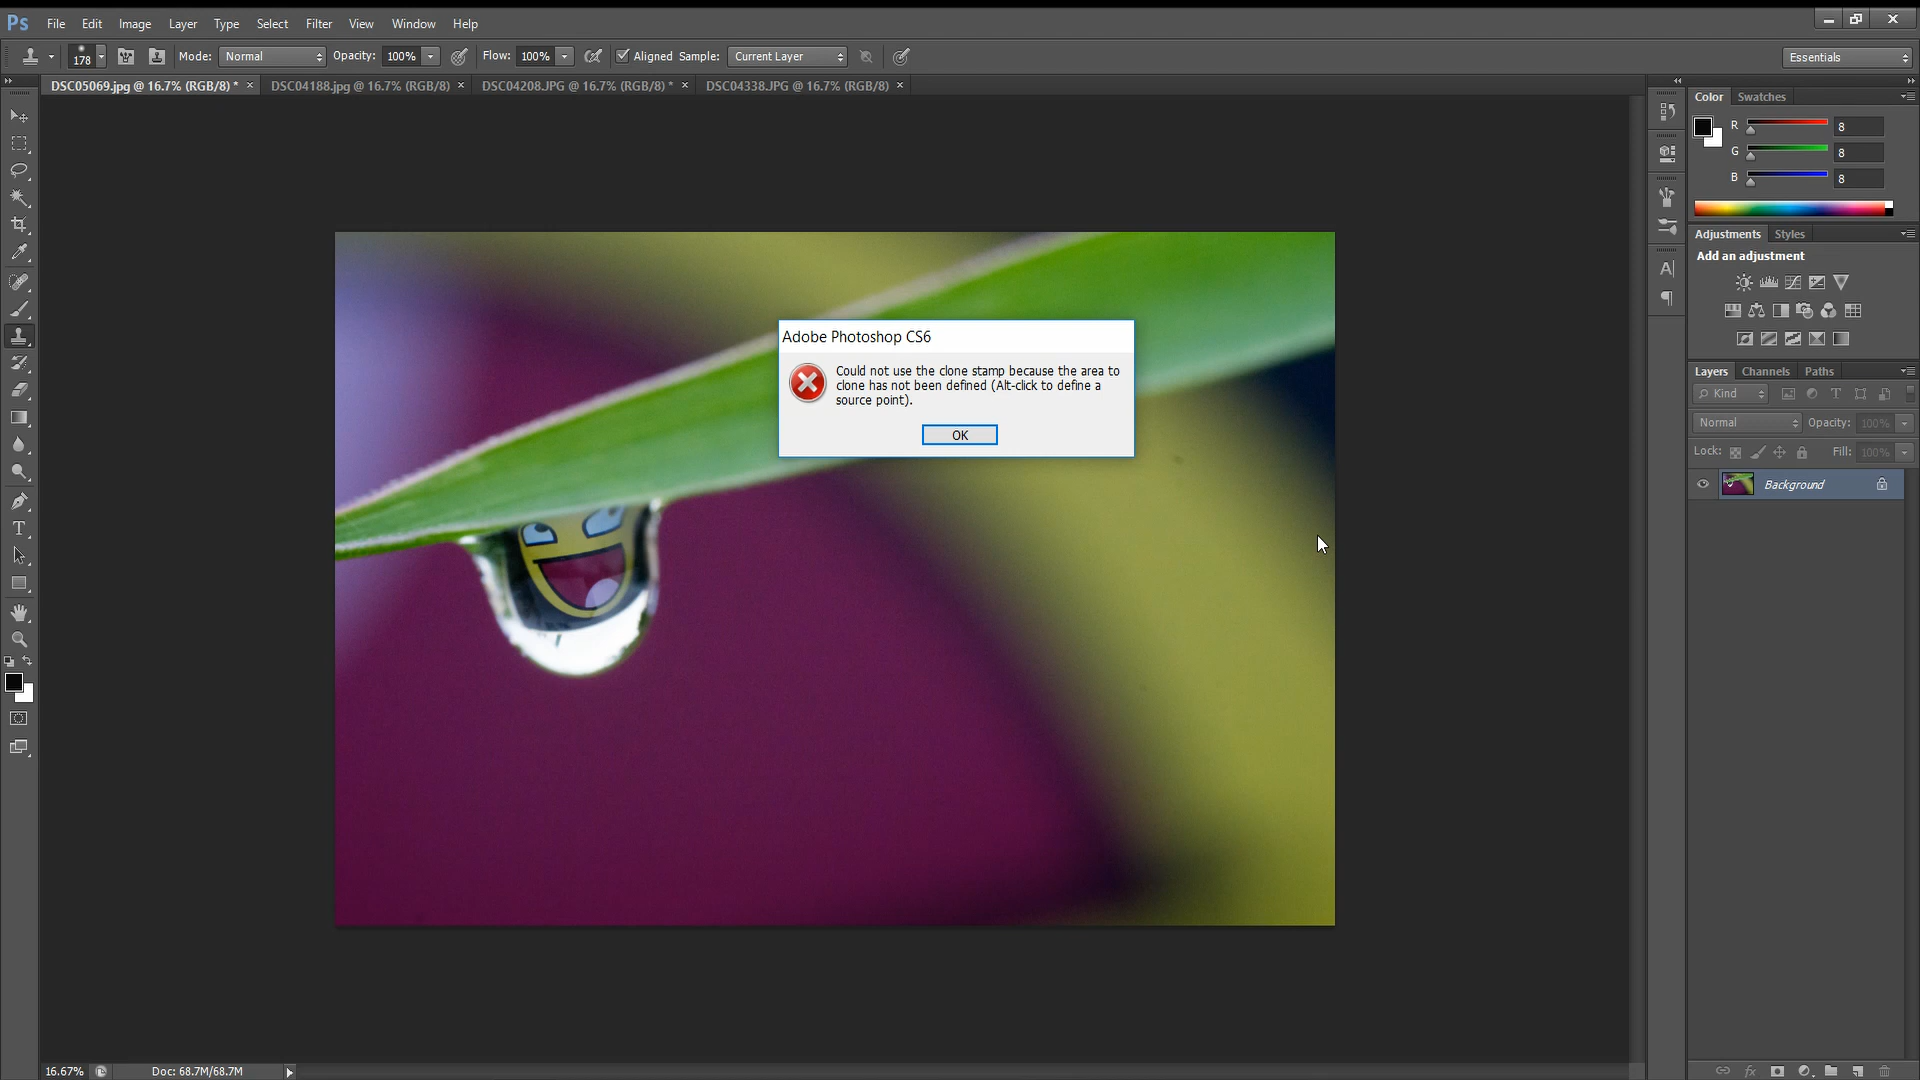 Ps File Edit Image Layer Type Select Filter View Window Help
178 Mode: Normal Opacity: 100% Flow: 100% Aligned Sample: Current Layer Essentials
DSC05069.jpg @ 16.7% (RGB/8) * × DSC04188.jpg @ 16.7% (RGB/8) × DSC04208.JPG @ 16.7% (RGB/8) * × DSC04338.JPG @ 16.7% (RGB/8) ×
Color Swatches
R 8
G 8
B 8
Adjustments Styles
Add an adjustment
Adobe Photoshop CS6
Could not use the clone stamp because the area to
clone has not been defined (Alt-click to define a
source point).
OK
Layers Channels Paths
Kind
Normal Opacity: 100%
Lock: Fill: 100%
Background
16.67% Doc: 68.7M/68.7M